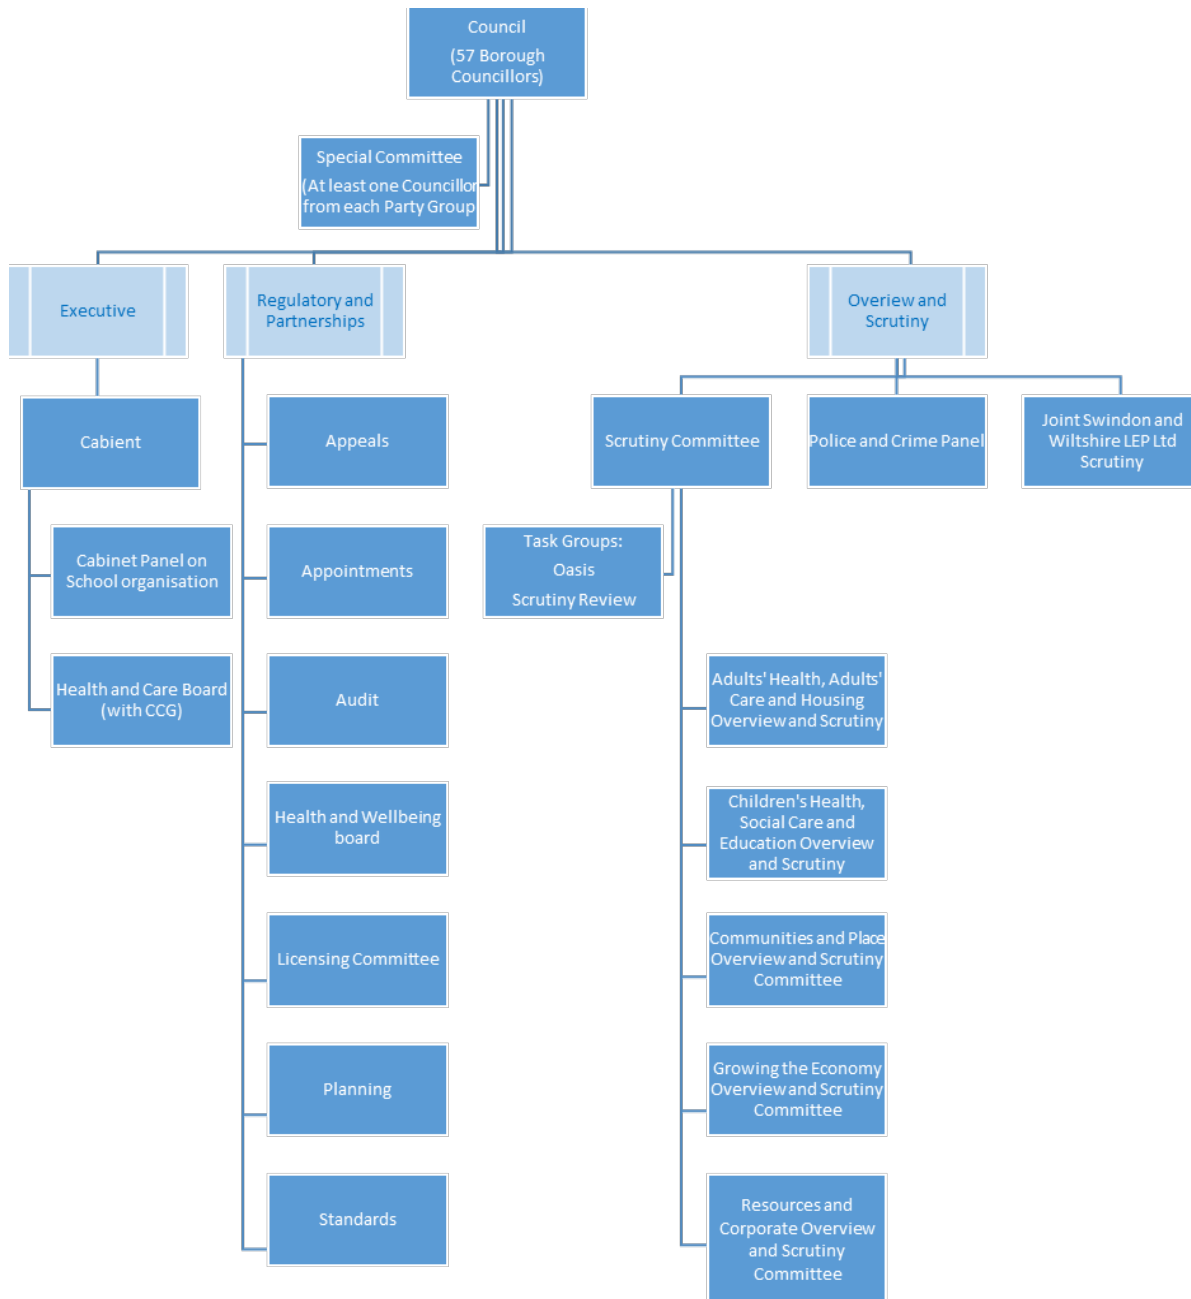 Council
(57 Borough
Councillors)
Special Committee
(At least one Councillor
from each Party Group
Executive
Regulatory and
Partnerships
Overiew and
Scrutiny
Cabient
Appeals
Scrutiny Committee
Police and Crime Panel
Joint Swindon and
Wiltshire LEP Ltd
Scrutiny
Cabinet Panel on
School organisation
Appointments
Task Groups:
Oasis
Scrutiny Review
Health and Care Board
(with CCG)
Audit
Adults' Health, Adults'
Care and Housing
Overview and Scrutiny
Health and Wellbeing
board
Children's Health,
Social Care and
Education Overview
and Scrutiny
Licensing Committee
Communities and Place
Overview and Scrutiny
Committee
Planning
Growing the Economy
Overview and Scrutiny
Committee
Standards
Resources and
Corporate Overview
and Scrutiny
Committee